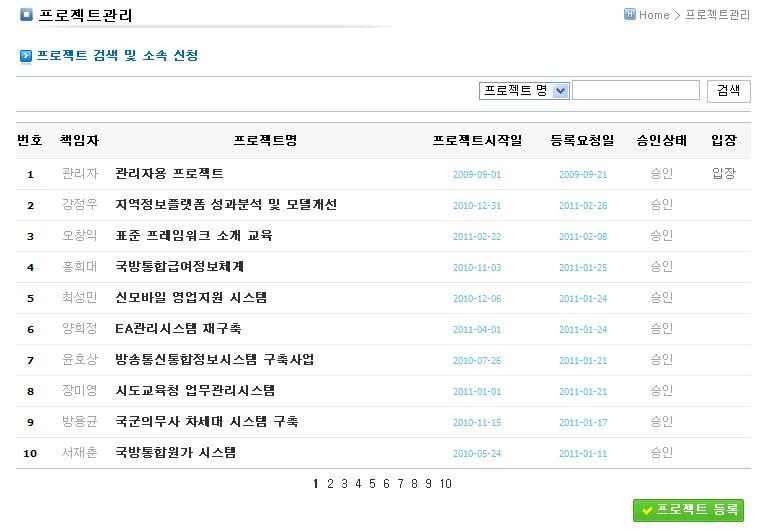 프로젝트관리
Home > 프로젝트관리
프로젝트 검색 및 소속 신청
프로젝트 명 검색
번호 책임자 프로젝트명 프로젝트시작일 등록요청일 승인상태 입장
1 관리자 관리자용 프로젝트 2009-09-01 2009-09-21 승인 입장
2 강정우 지역정보플랫폼 성과분석 및 모델개선 2010-12-31 2011-02-28 승인
3 오창익 표준 프레임워크 소개 교육 2011-02-22 2011-02-08 승인
4 홍희대 국방통합급여정보체계 2010-11-03 2011-01-25 승인
5 최성민 신모바일 영업지원 시스템 2010-12-06 2011-01-24 승인
6 양희정 EA관리시스템 재구축 2011-04-01 2011-01-24 승인
7 윤호상 방송통신통합정보시스템 구축사업 2010-07-26 2011-01-21 승인
8 장미영 시도교육청 업무관리시스템 2011-01-01 2011-01-21 승인
9 방용균 국군의무사 차세대 시스템 구축 2010-11-15 2011-01-17 승인
10 서재춘 국방통합원가 시스템 2010-05-24 2011-01-11 승인
1 2 3 4 5 6 7 8 9 10
프로젝트 등록